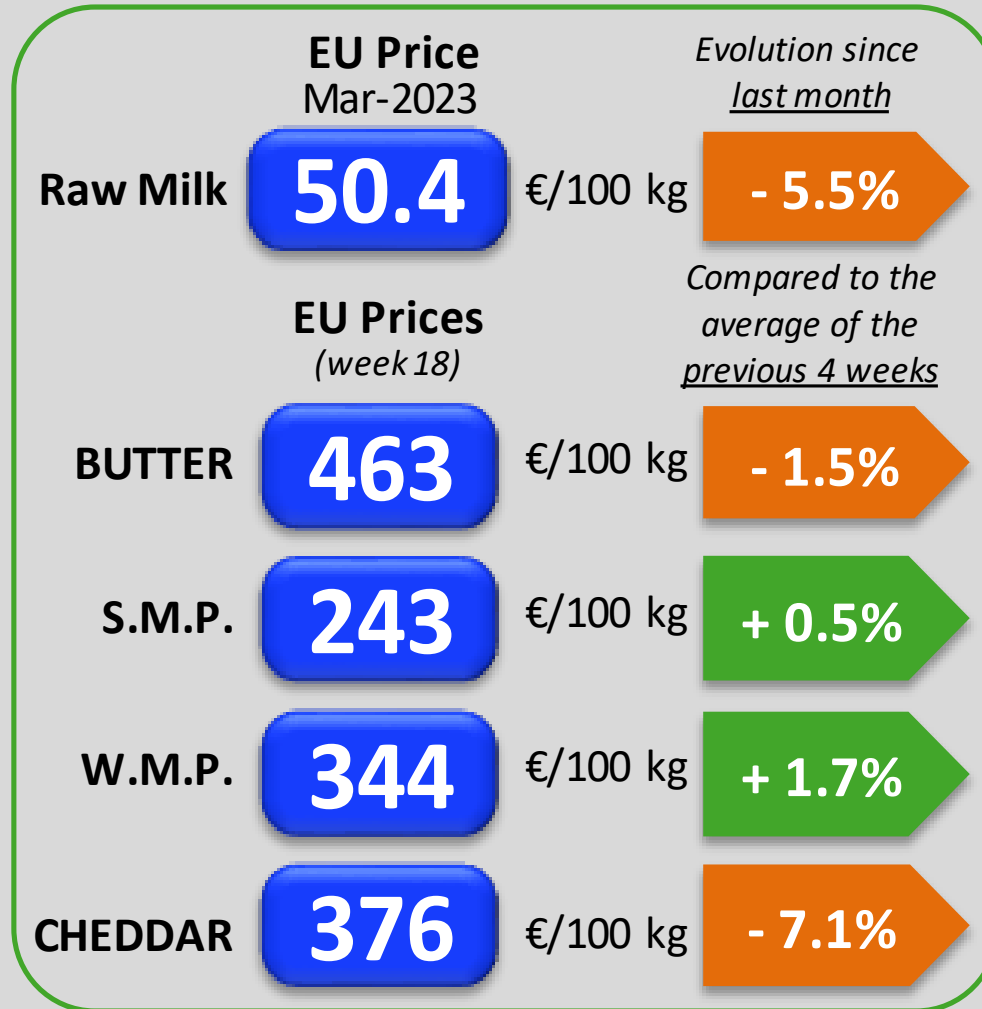 EU Price
Mar-2023
Evolution since
last month
Raw Milk 50.4 €/100 kg - 5.5%
EU Prices
(week 18)
Compared to the
average of the
previous 4 weeks
BUTTER 463 €/100 kg - 1.5%
S.M.P. 243 €/100 kg + 0.5%
W.M.P. 344 €/100 kg + 1.7%
CHEDDAR 376 €/100 kg - 7.1%